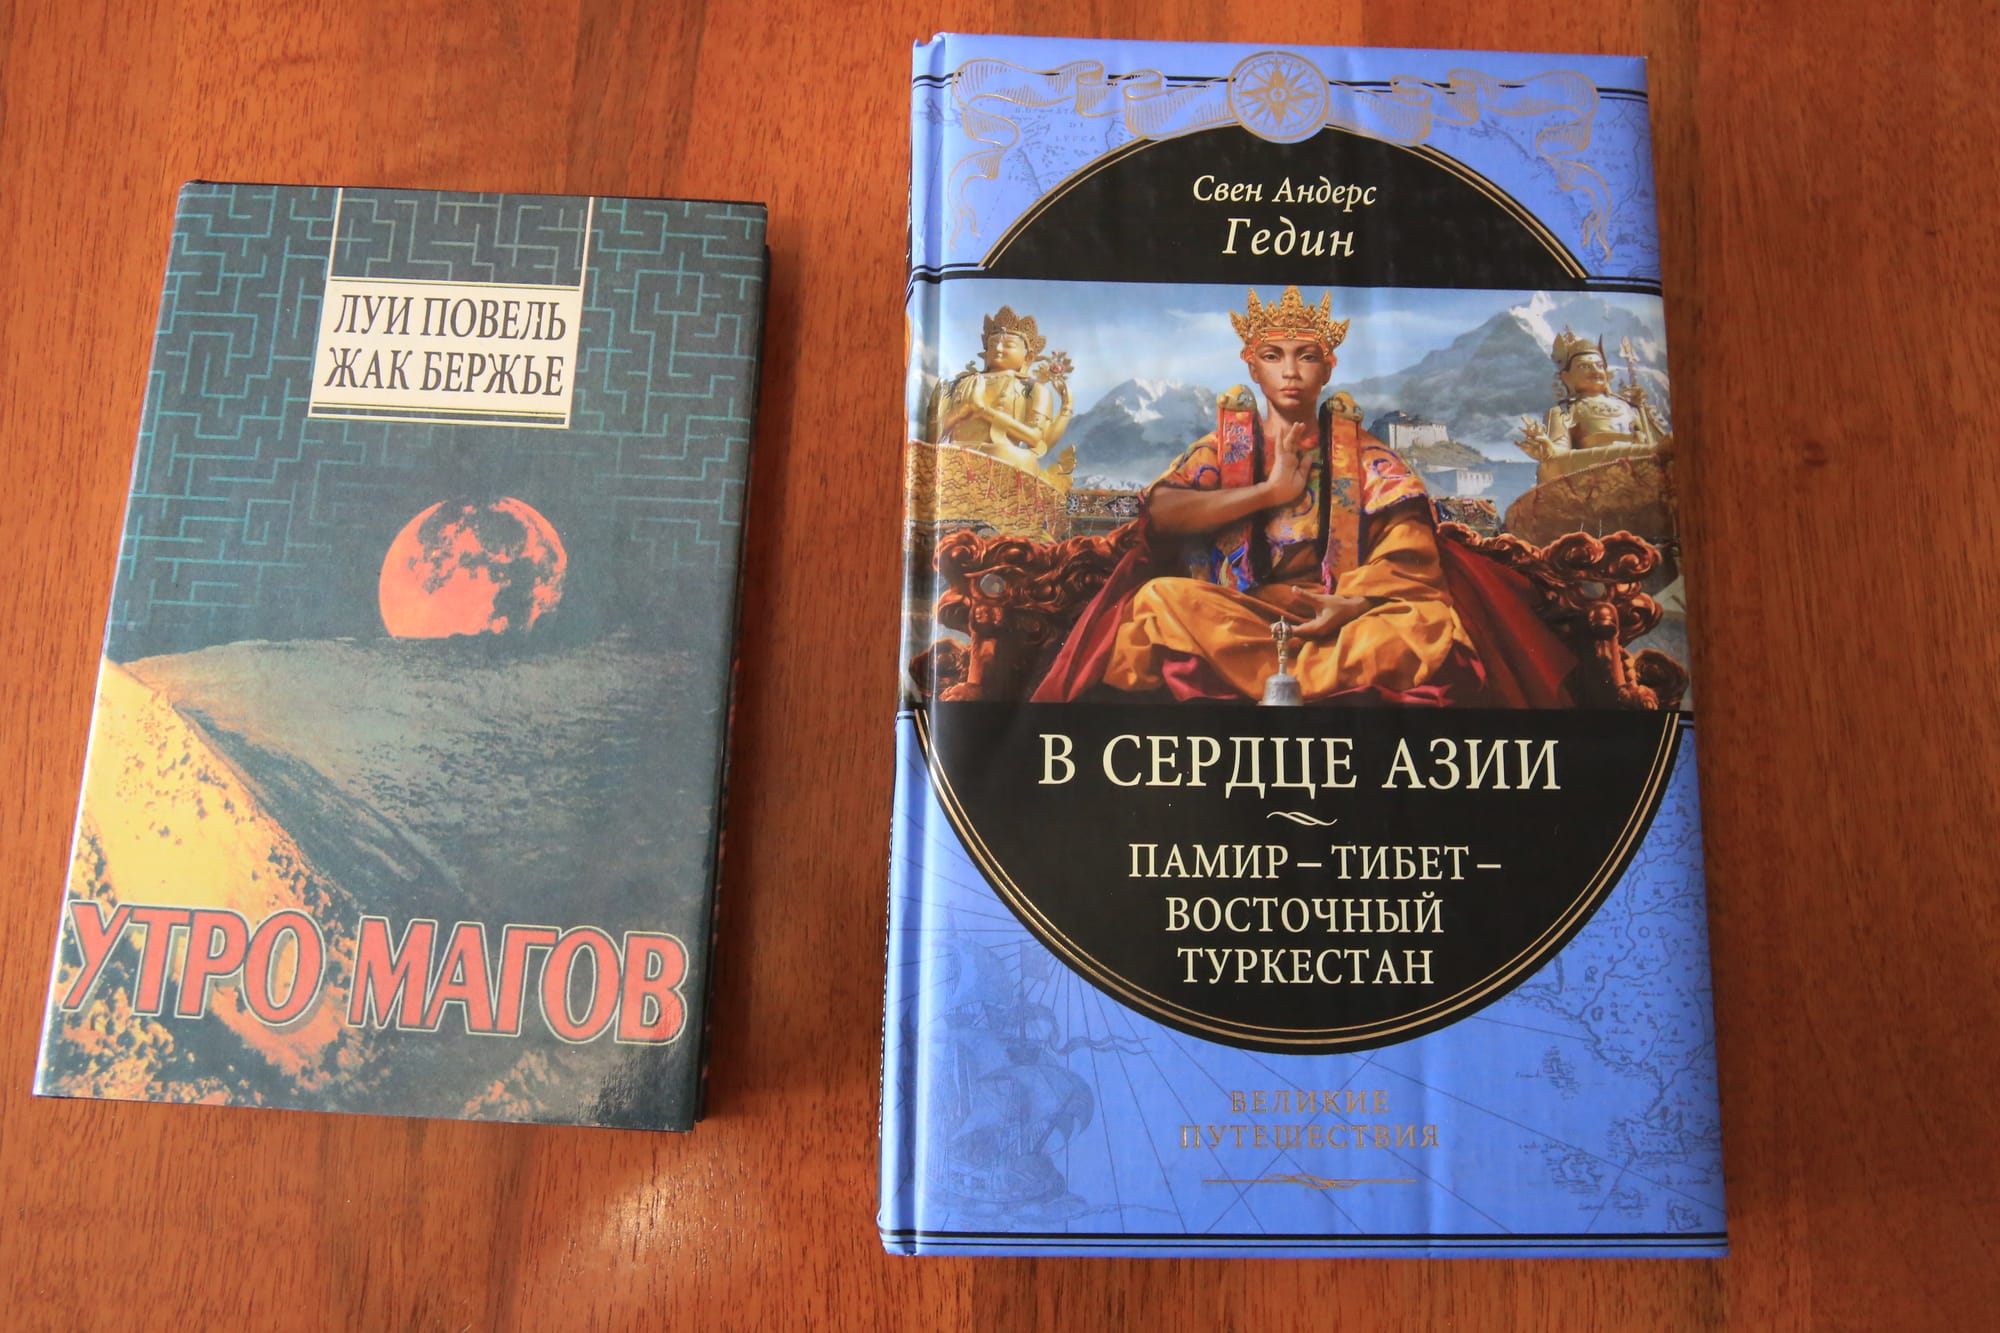 ЛУИ ПОВЕЛЬ
ЖАК БЕРЖЬЕ
УТРО МАГОВ
Свен Андерс
Гедин
В СЕРДЦЕ АЗИИ
ПАМИР – ТИБЕТ –
ВОСТОЧНЫЙ
ТУРКЕСТАН
ВЕЛИКИЕ
ПУТЕШЕСТВИЯ